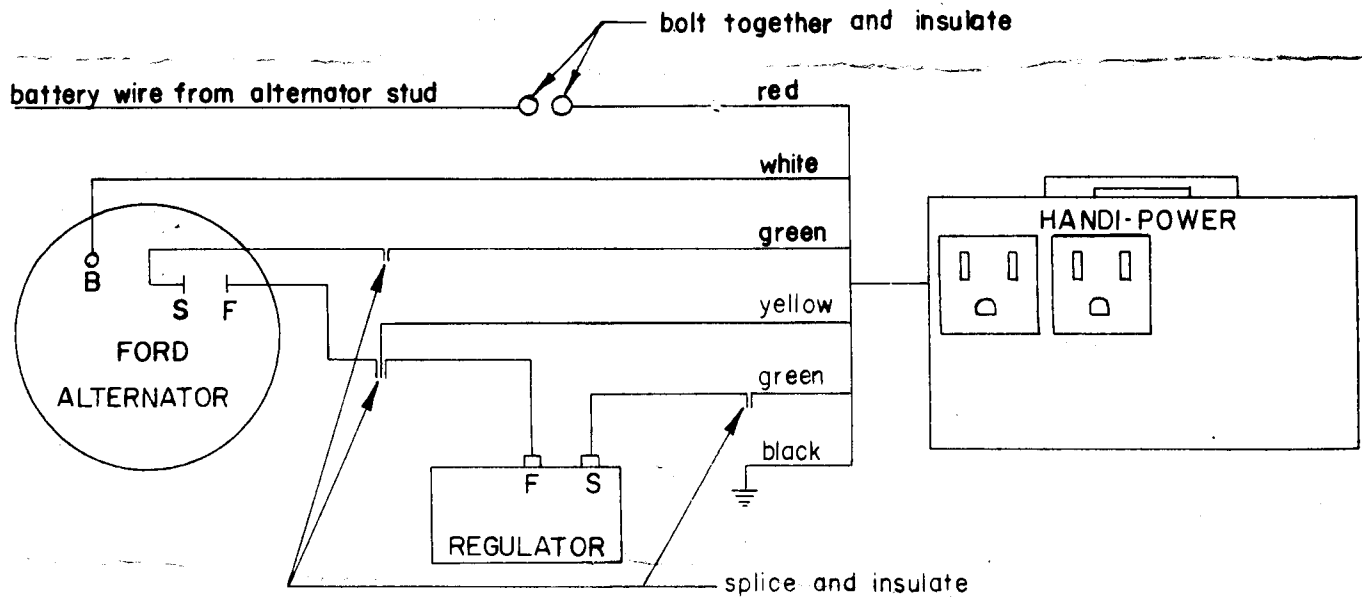 bolt together and insulate
battery wire from alternator stud
red
white
HANDI-POWER
green
B
S F
yellow
FORD
ALTERNATOR
green
black
F S
REGULATOR
splice and insulate